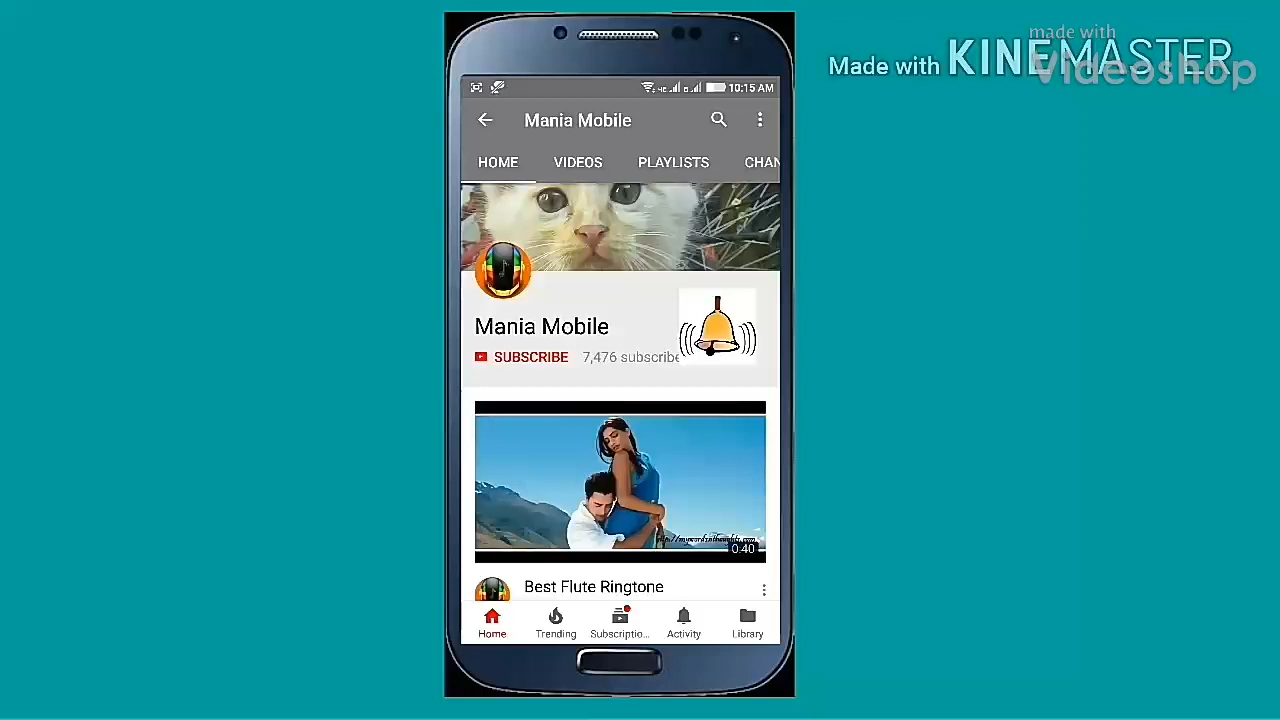 made with
Made with KINEMASTER
Videoshop
10:15 AM
Mania Mobile
HOME VIDEOS PLAYLISTS CHAN
Mania Mobile
SUBSCRIBE 7,476 subscribe
0:40
Best Flute Ringtone
Home Trending Subscriptio... Activity Library